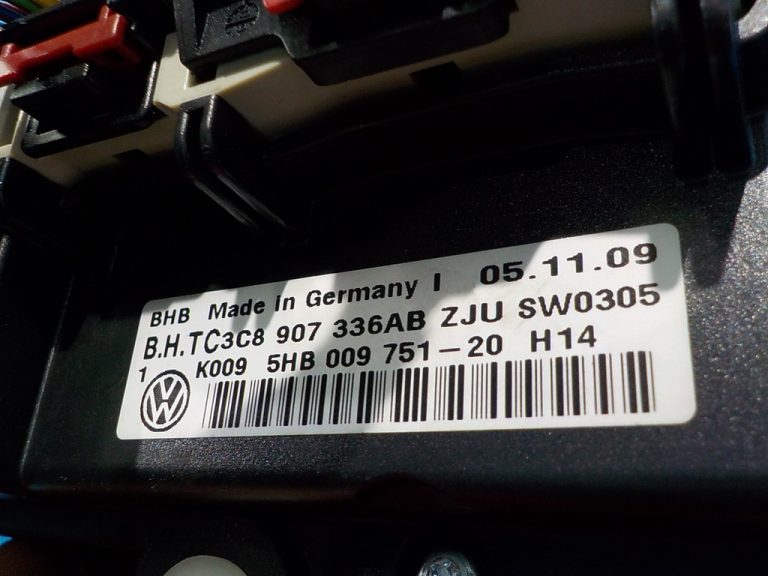 BHB Made in Germany I 05.11.09
B.H.TC3C8 907 336AB ZJU SW0305
1 K009 5HB 009 751-20 H14
VW